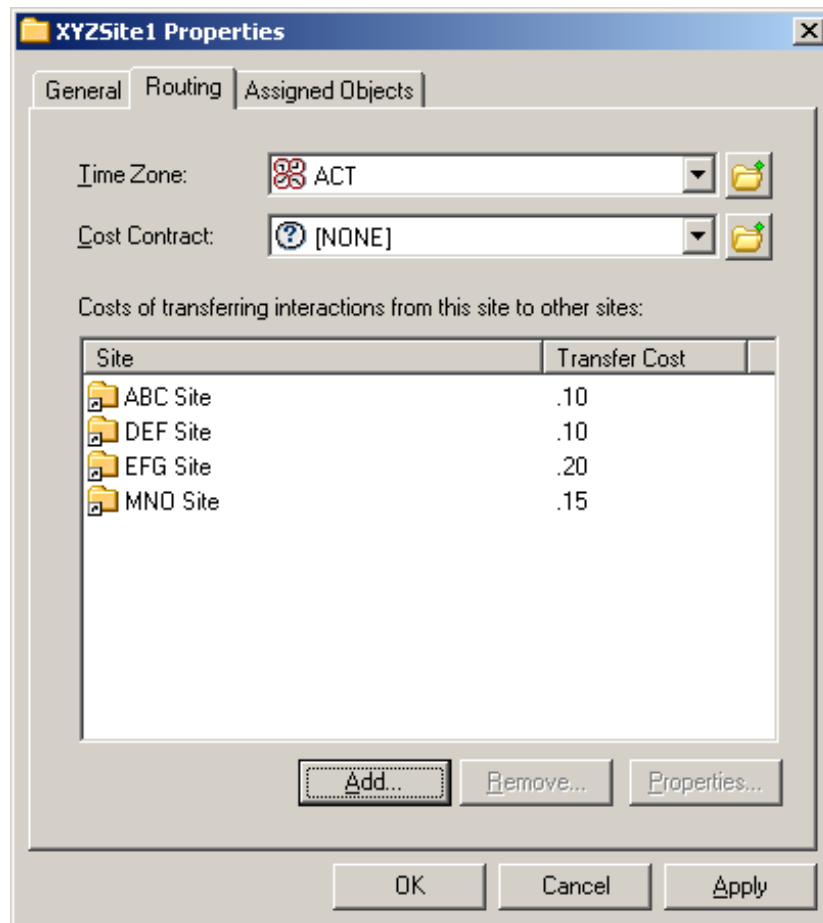 XYZSite1 Properties
General Routing Assigned Objects
Time Zone: ACT
Cost Contract: [NONE]
Costs of transferring interactions from this site to other sites:
Site Transfer Cost
ABC Site .10
DEF Site .10
EFG Site .20
MNO Site .15
Add... Remove... Properties...
OK Cancel Apply